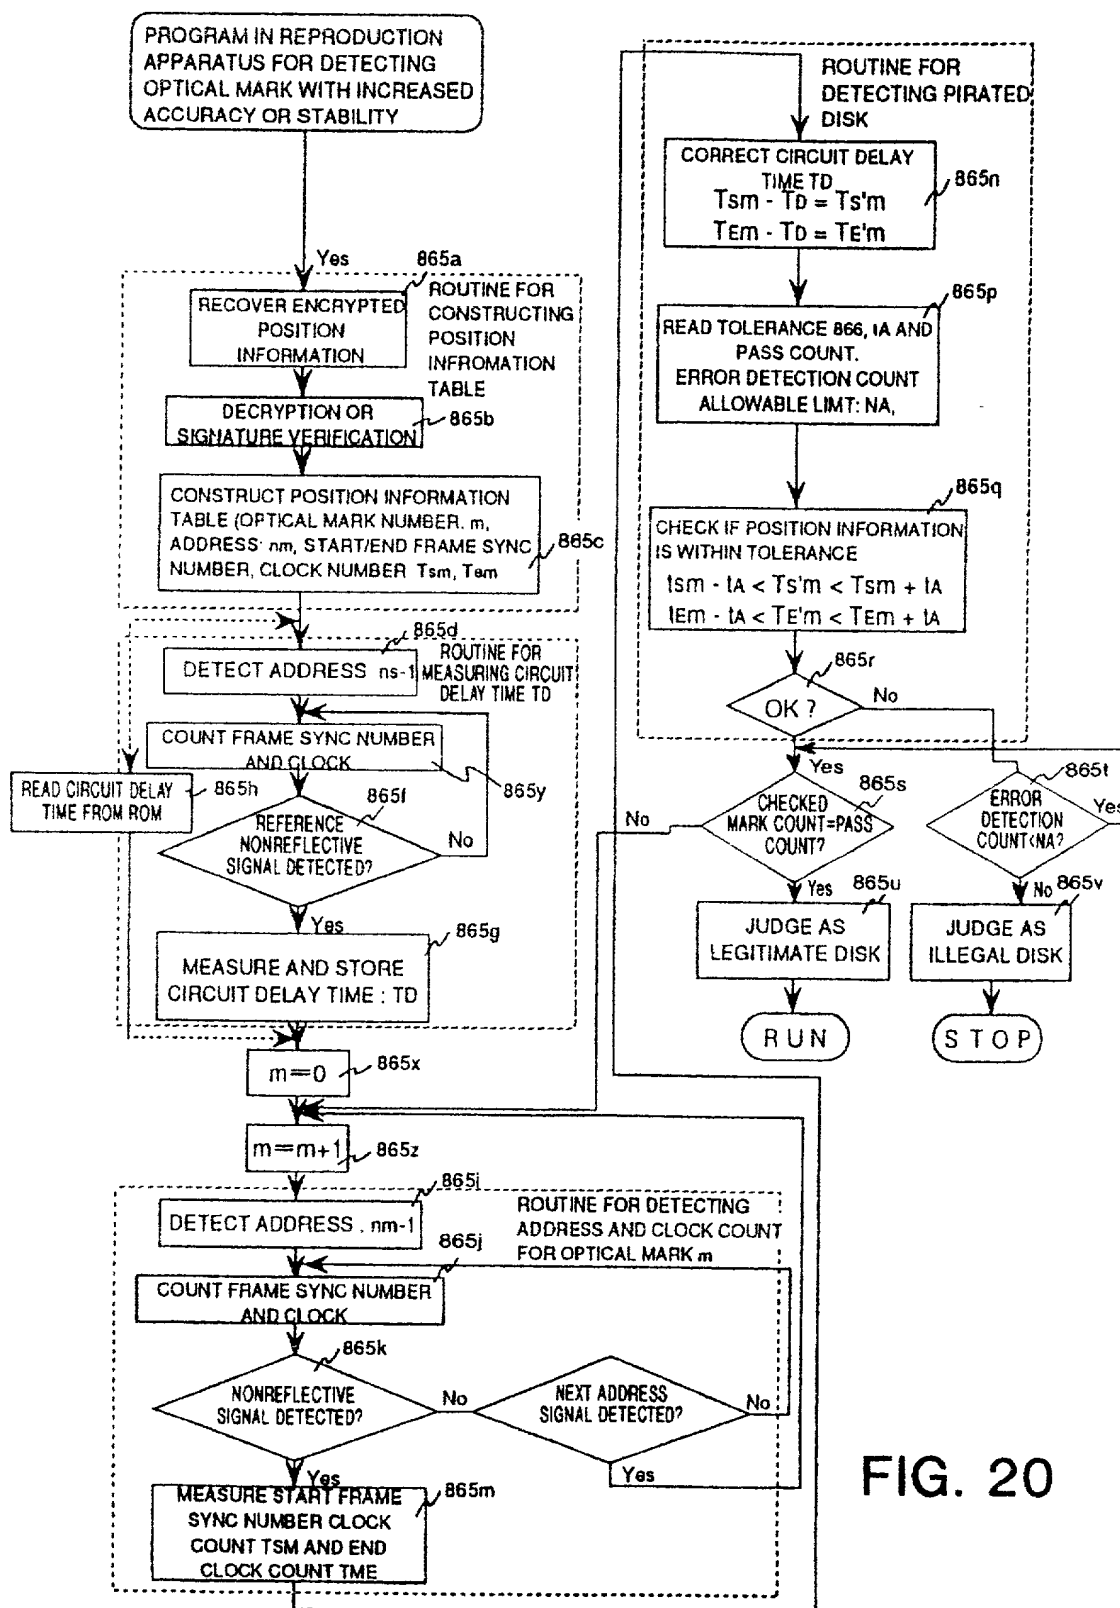 PROGRAM IN REPRODUCTION
APPARATUS FOR DETECTING
OPTICAL MARK WITH INCREASED
ACCURACY OR STABILITY
Yes
865a
RECOVER ENCRYPTED
POSITION
INFORMATION
ROUTINE FOR
CONSTRUCTING
POSITION
INFROMATION
TABLE
DECRYPTION OR
SIGNATURE VERIFICATION
865b
CONSTRUCT POSITION INFORMATION
TABLE (OPTICAL MARK NUMBER. m,
ADDRESS· nm, START/END FRAME SYNC
NUMBER, CLOCK NUMBER Tsm, TEm
865c
865d
DETECT ADDRESS ns-1
ROUTINE FOR
MEASURING CIRCUIT
DELAY TIME TD
COUNT FRAME SYNC NUMBER
AND CLOCK
865y
READ CIRCUIT DELAY
TIME FROM ROM
865h
865f
REFERENCE
NONREFLECTIVE
SIGNAL DETECTED?
No
Yes
865g
MEASURE AND STORE
CIRCUIT DELAY TIME : TD
m=0
865x
m=m+1
865z
865i
DETECT ADDRESS . nm-1
ROUTINE FOR DETECTING
ADDRESS AND CLOCK COUNT
FOR OPTICAL MARK m
865j
COUNT FRAME SYNC NUMBER
AND CLOCK
865k
NONREFLECTIVE
SIGNAL DETECTED?
No
NEXT ADDRESS
SIGNAL DETECTED?
No
Yes
Yes
MEASURE START FRAME
SYNC NUMBER CLOCK
COUNT TSM AND END
CLOCK COUNT TME
865m
ROUTINE FOR
DETECTING PIRATED
DISK
CORRECT CIRCUIT DELAY
TIME TD
Tsm - TD = Ts'm
TEm - TD = TE'm
865n
865p
READ TOLERANCE 866, tA AND
PASS COUNT.
ERROR DETECTION COUNT
ALLOWABLE LIMT: NA,
865q
CHECK IF POSITION INFORMATION
IS WITHIN TOLERANCE
tsm - tA < Ts'm < Tsm + tA
tEm - tA < TE'm < TEm + tA
865r
OK ?
No
Yes
865s
CHECKED
MARK COUNT=PASS
COUNT?
No
Yes
865t
ERROR
DETECTION
COUNT<NA?
Yes
No
865u
JUDGE AS
LEGITIMATE DISK
865v
JUDGE AS
ILLEGAL DISK
RUN
STOP
FIG. 20